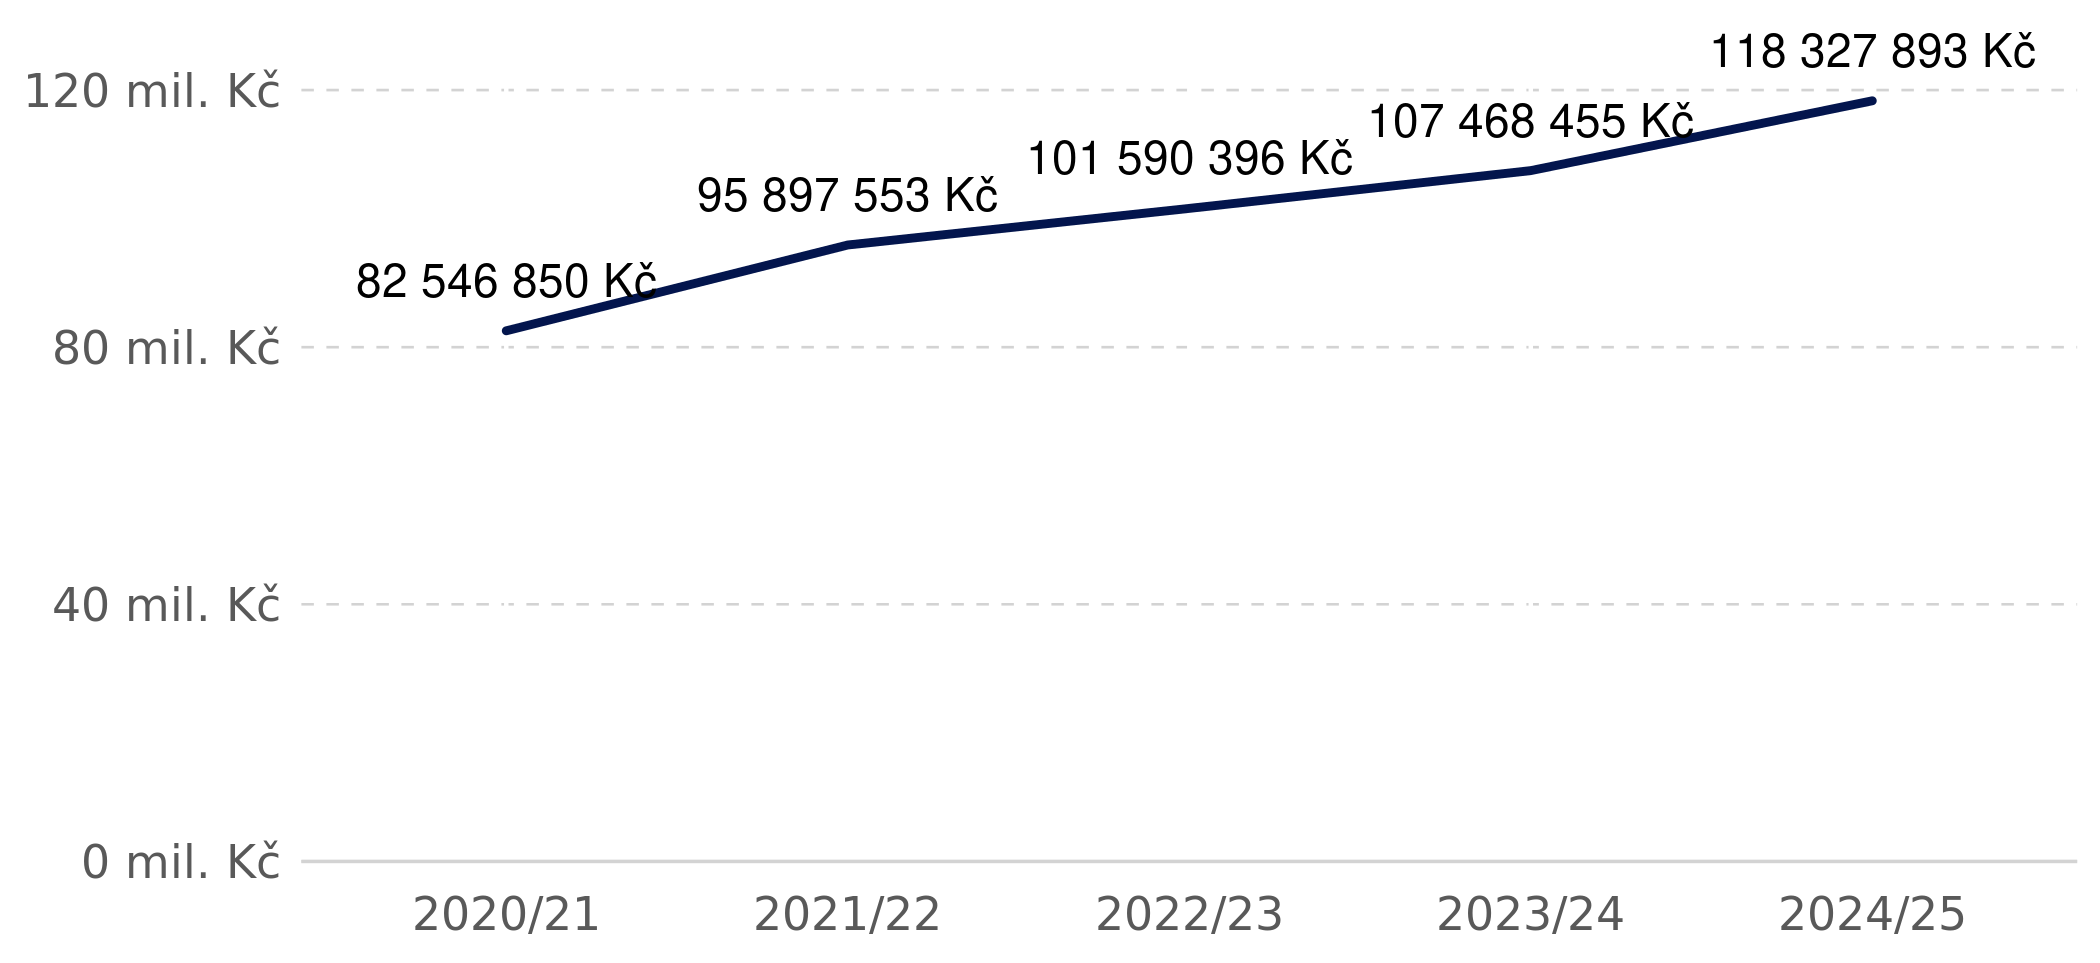 118 327 893 Kč
120 mil. Kč
107 468 455 Kč
101 590 396 Kč
95 897 553 Kč
82 546 850 Kč
80 mil. Kč
40 mil. Kč
0 mil. Kč
2020/21 2021/22 2022/23 2023/24 2024/25